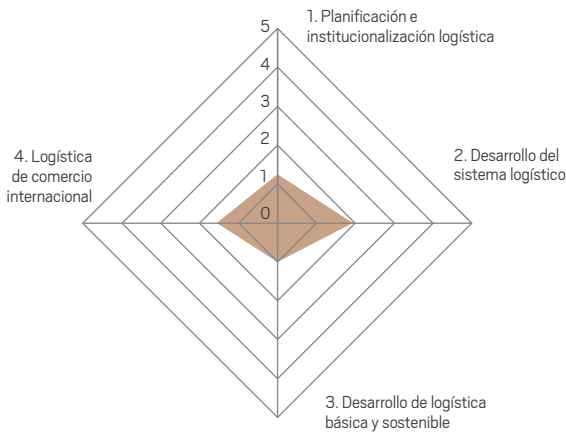 1. Planificación e
institucionalización logística
5
4
3
2
1
0
2. Desarrollo del
sistema logístico
4. Logística
de comercio
internacional
3. Desarrollo de logística
básica y sostenible